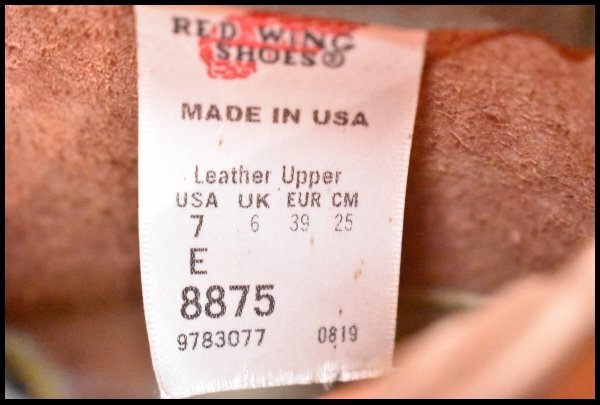 RED WING
SHOES®
MADE IN USA
Leather Upper
USA UK EUR CM
7 6 39 25
E
8875
9783077 0819